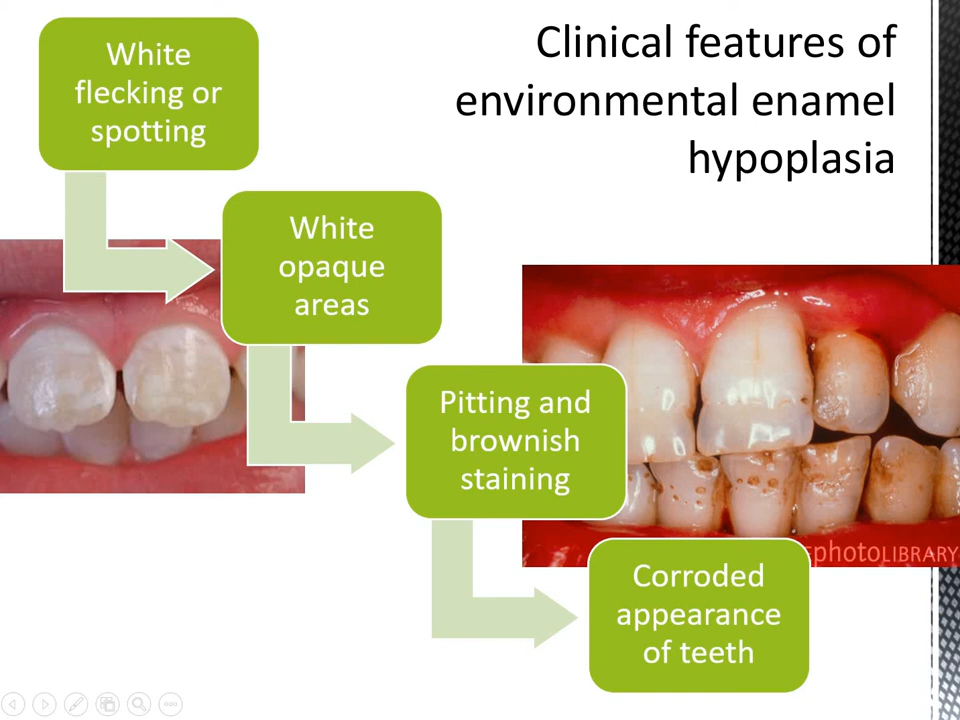 Clinical features of
environmental enamel
hypoplasia
White
flecking or
spotting
White
opaque
areas
Pitting and
brownish
staining
Corroded
appearance
of teeth
photoLIBRARY